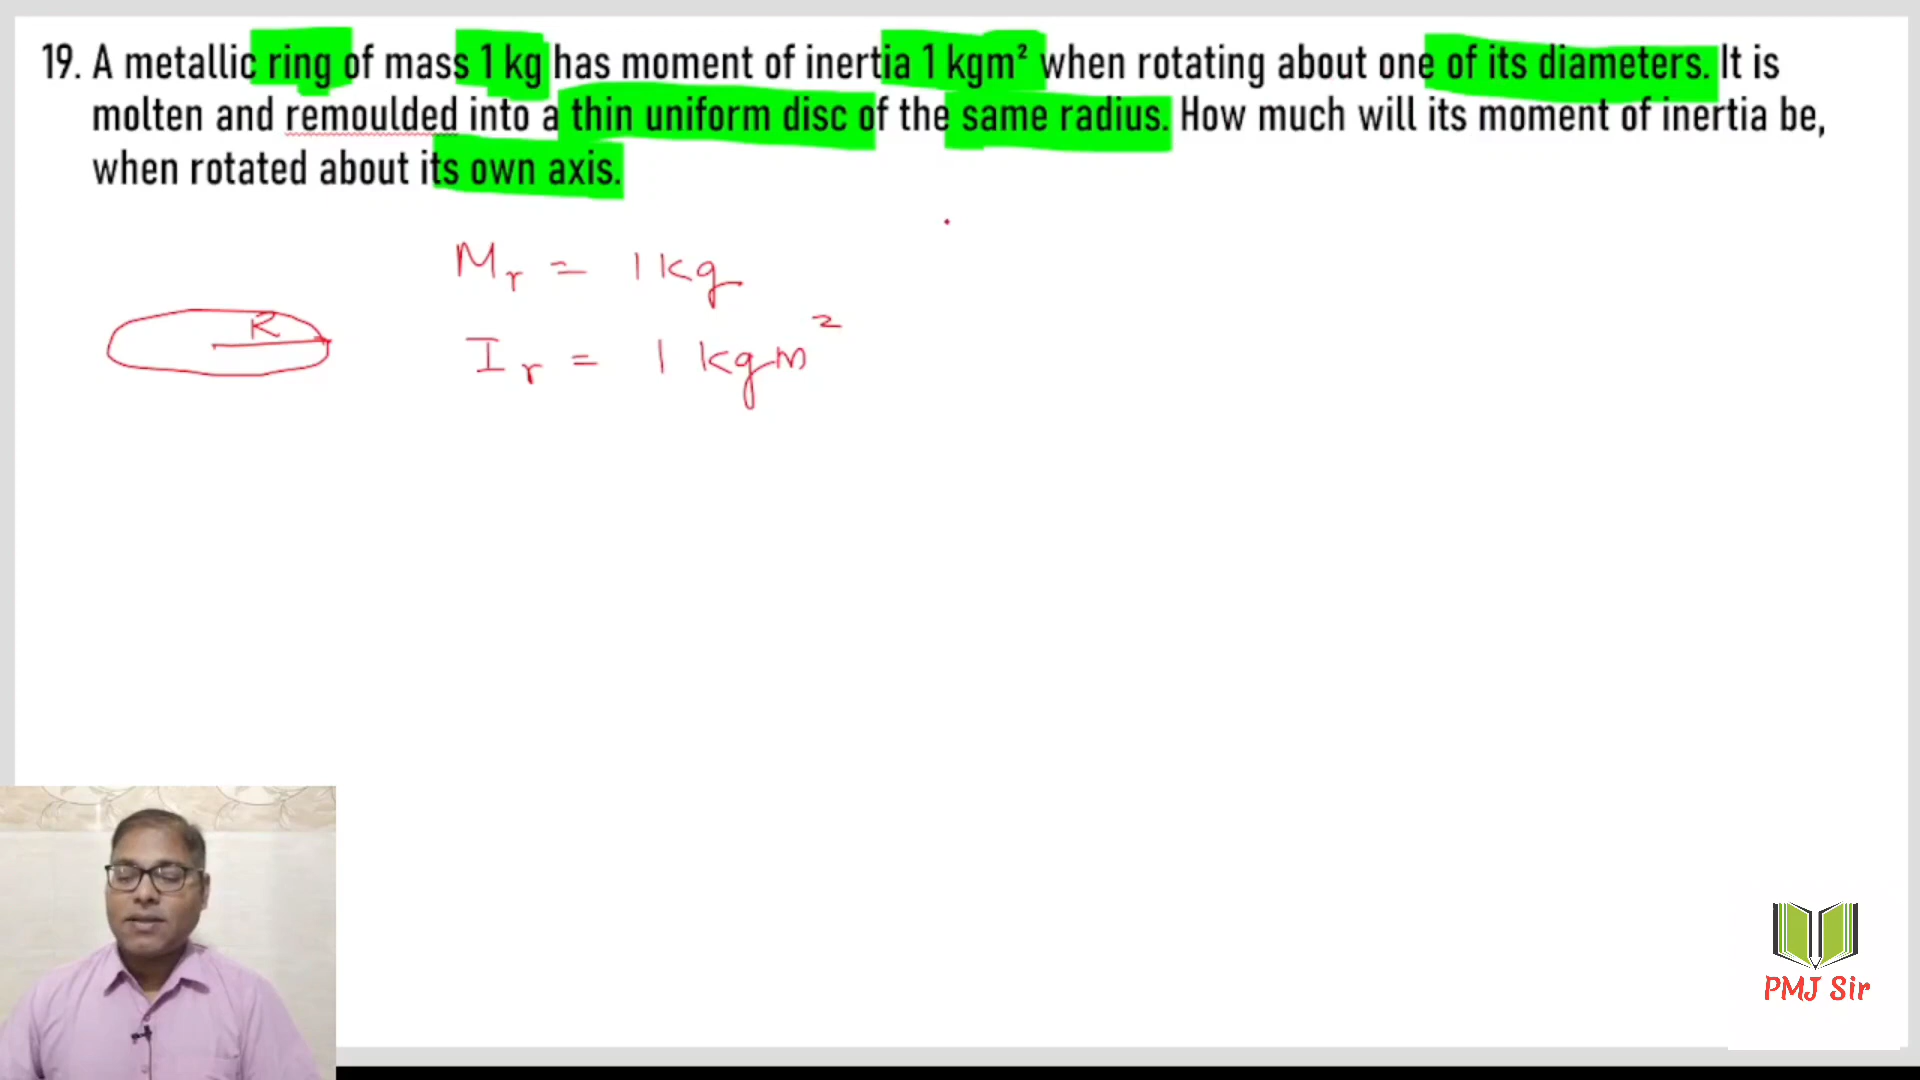 19. A metallic ring of mass 1 kg has moment of inertia 1 kgm² when rotating about one of its diameters. It is
molten and remoulded into a thin uniform disc of the same radius. How much will its moment of inertia be,
when rotated about its own axis.
Mr = 1 kg
R
Ir = 1 kgm²
PMJ Sir